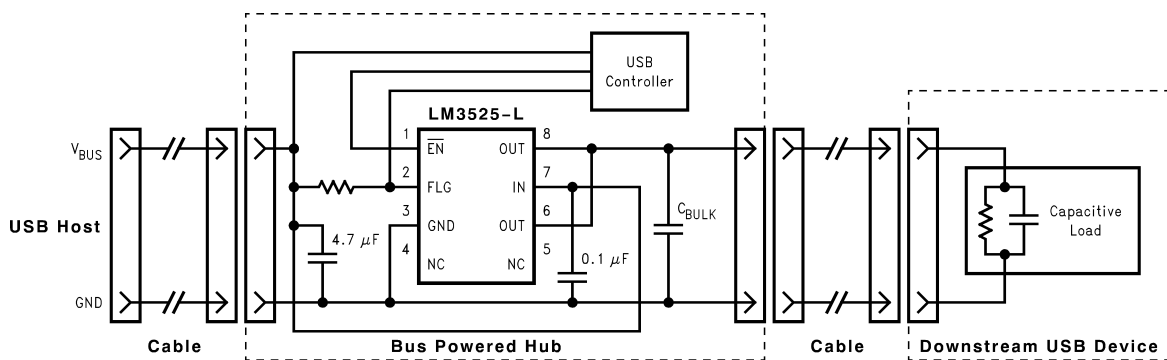 USB
Controller
LM3525-L
1
EN
OUT
8
2
FLG
IN
7
3
GND
OUT
6
4
NC
NC
5
V_BUS
USB Host
GND
4.7 μF
0.1 μF
C_BULK
Capacitive
Load
Cable
Bus Powered Hub
Cable
Downstream USB Device